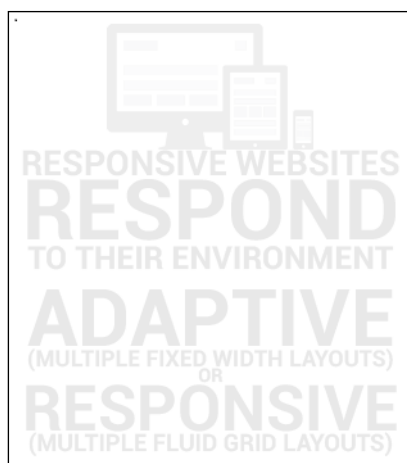 RESPONSIVE WEBSITES
RESPOND
TO THEIR ENVIRONMENT
ADAPTIVE
(MULTIPLE FIXED WIDTH LAYOUTS)
OR
RESPONSIVE
(MULTIPLE FLUID GRID LAYOUTS)